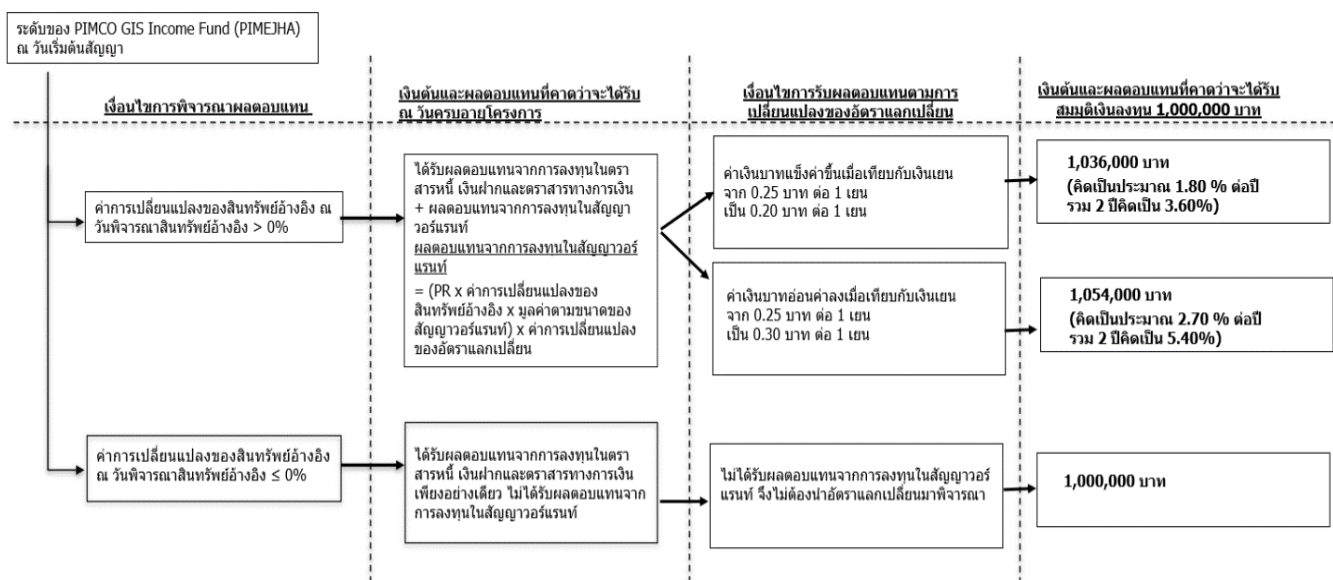 ระดับของ PIMCO GIS Income Fund (PIMEJHA)
ณ วันเริ่มต้นสัญญา
เงื่อนไขการพิจารณาผลตอบแทน
เงินต้นและผลตอบแทนที่คาดว่าจะได้รับ
ณ วันครบอายุโครงการ
เงื่อนไขการรับผลตอบแทนตามการ
เปลี่ยนแปลงของอัตราแลกเปลี่ยน
เงินต้นและผลตอบแทนที่คาดว่าจะได้รับ
สมมุติเงินลงทุน 1,000,000 บาท
ค่าการเปลี่ยนแปลงของสินทรัพย์อ้างอิง ณ
วันพิจารณาสินทรัพย์อ้างอิง > 0%
ได้รับผลตอบแทนจากการลงทุนในตรา
สารหนี้ เงินฝากและตราสารทางการเงิน
+ ผลตอบแทนจากการลงทุนในสัญญา
วอร์แรนท์
ผลตอบแทนจากการลงทุนในสัญญาวอร์
แรนท์
= (PR x ค่าการเปลี่ยนแปลงของ
สินทรัพย์อ้างอิง x มูลค่าตามขนาดของ
สัญญาวอร์แรนท์) x ค่าการเปลี่ยนแปลง
ของอัตราแลกเปลี่ยน
ค่าเงินบาทแข็งค่าขึ้นเมื่อเทียบกับเงินเยน
จาก 0.25 บาท ต่อ 1 เยน
เป็น 0.20 บาท ต่อ 1 เยน
1,036,000 บาท
(คิดเป็นประมาณ 1.80 % ต่อปี
รวม 2 ปีคิดเป็น 3.60%)
ค่าเงินบาทอ่อนค่าลงเมื่อเทียบกับเงินเยน
จาก 0.25 บาท ต่อ 1 เยน
เป็น 0.30 บาท ต่อ 1 เยน
1,054,000 บาท
(คิดเป็นประมาณ 2.70 % ต่อปี
รวม 2 ปีคิดเป็น 5.40%)
ค่าการเปลี่ยนแปลงของสินทรัพย์อ้างอิง
ณ วันพิจารณาสินทรัพย์อ้างอิง ≤ 0%
ได้รับผลตอบแทนจากการลงทุนในตรา
สารหนี้ เงินฝากและตราสารทางการเงิน
เพียงอย่างเดียว ไม่ได้รับผลตอบแทนจาก
การลงทุนในสัญญาวอร์แรนท์
ไม่ได้รับผลตอบแทนจากการลงทุนในสัญญาวอร์
แรนท์ จึงไม่ต้องนำอัตราแลกเปลี่ยนมาพิจารณา
1,000,000 บาท